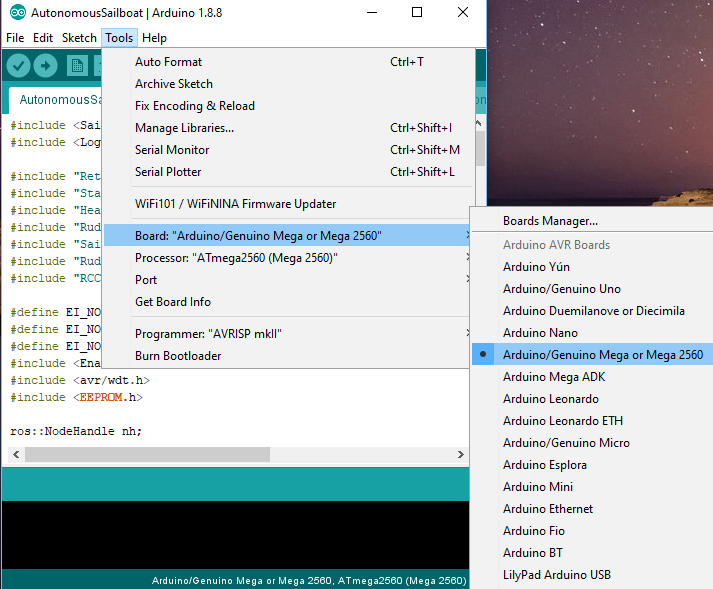 AutonomousSailboat | Arduino 1.8.8
File Edit Sketch Tools Help
AutonomousSa
#include <Sai
#include <Log
#include "Ret
#include "Sta
#include "Hea
#include "Rud
#include "Sai
#include "Rud
#include "RCC
#define EI_NO
#define EI_NO
#define EI_NO
#include <Ena
#include <avr/wdt.h>
#include <EEPROM.h>
ros::NodeHandle nh;
Auto Format Ctrl+T
Archive Sketch
Fix Encoding & Reload
Manage Libraries... Ctrl+Shift+I
Serial Monitor Ctrl+Shift+M
Serial Plotter Ctrl+Shift+L
WiFi101 / WiFiNINA Firmware Updater
Board: "Arduino/Genuino Mega or Mega 2560"
Processor: "ATmega2560 (Mega 2560)"
Port
Get Board Info
Programmer: "AVRISP mkII"
Burn Bootloader
Boards Manager...
Arduino AVR Boards
Arduino Yún
Arduino/Genuino Uno
Arduino Duemilanove or Diecimila
Arduino Nano
Arduino/Genuino Mega or Mega 2560
Arduino Mega ADK
Arduino Leonardo
Arduino Leonardo ETH
Arduino/Genuino Micro
Arduino Esplora
Arduino Mini
Arduino Ethernet
Arduino Fio
Arduino BT
LilyPad Arduino USB
Arduino/Genuino Mega or Mega 2560, ATmega2560 (Mega 2560)